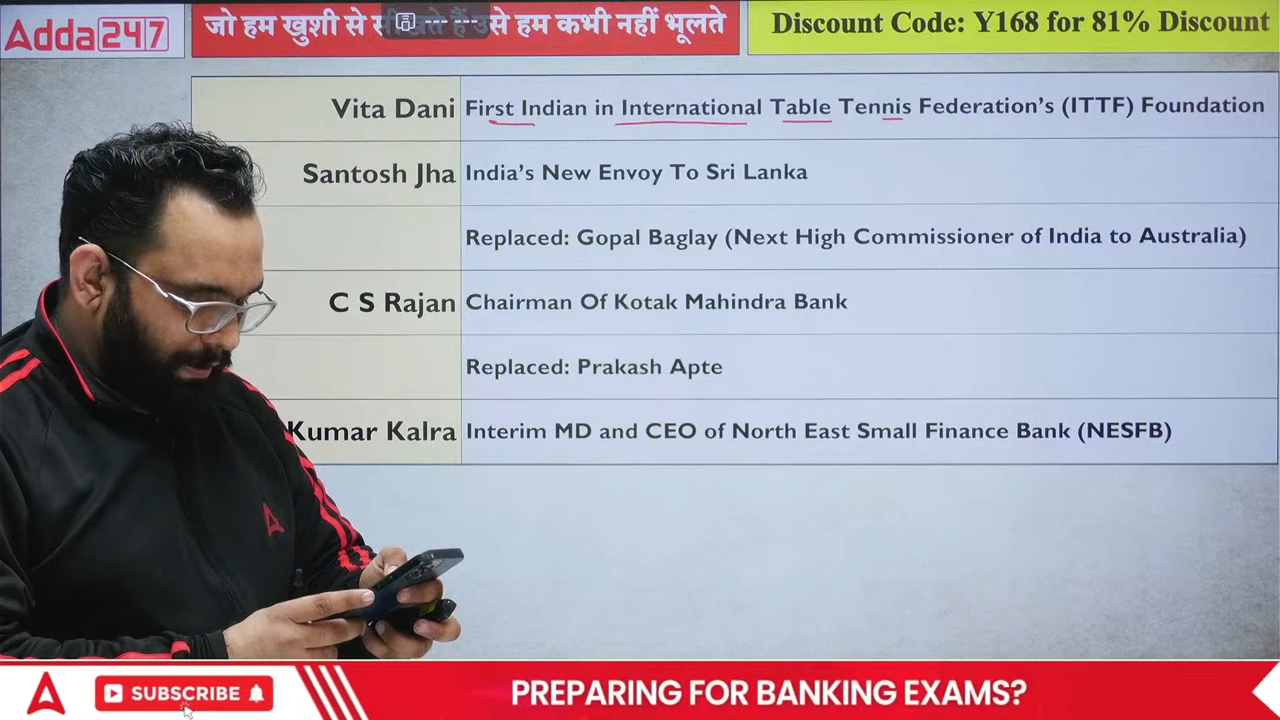 Adda247
जो हम खुशी से से हम कभी नहीं भूलते
Discount Code: Y168 for 81% Discount
Vita Dani First Indian in International Table Tennis Federation's (ITTF) Foundation
Santosh Jha India's New Envoy To Sri Lanka
Replaced: Gopal Baglay (Next High Commissioner of India to Australia)
C S Rajan Chairman Of Kotak Mahindra Bank
Replaced: Prakash Apte
Kumar Kalra Interim MD and CEO of North East Small Finance Bank (NESFB)
SUBSCRIBE
PREPARING FOR BANKING EXAMS?